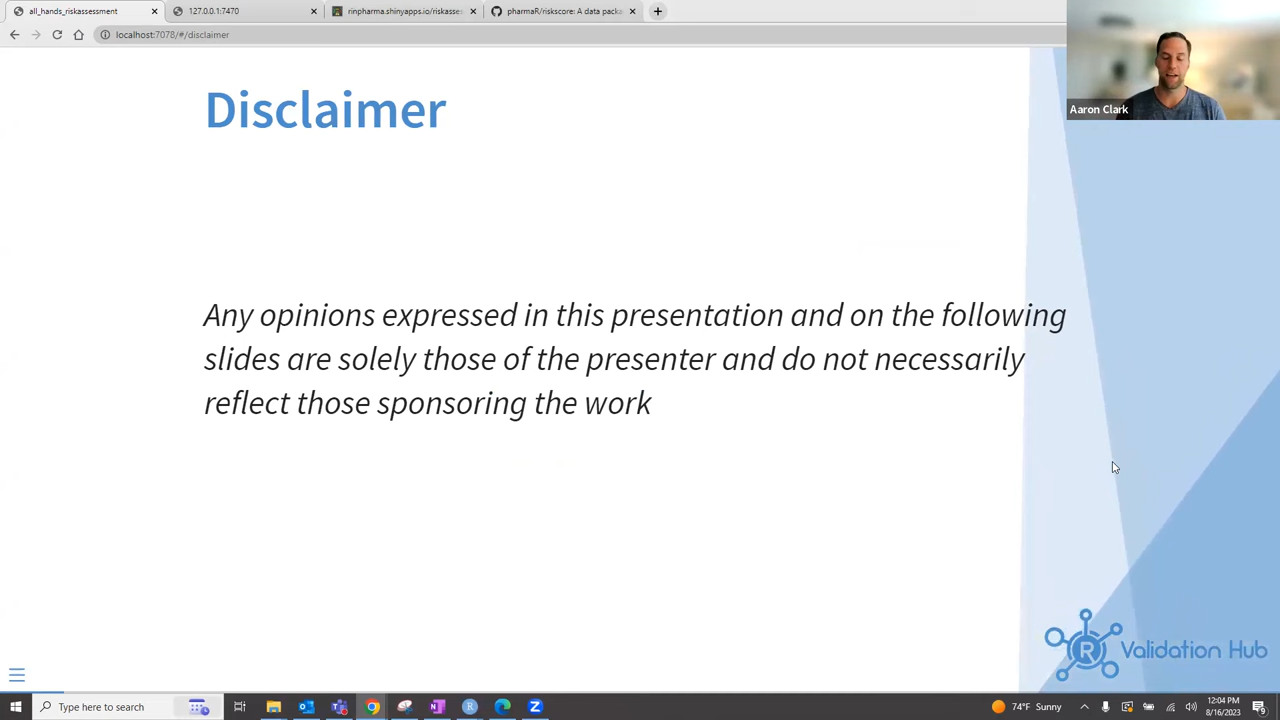 all_hands_riskassessment
127.0.0.1:7470
rinpharma.shinyapps.io/riskasses
pharmaR/riskscore: A data packa
localhost:7078/#/disclaimer
Aaron Clark
Disclaimer
Any opinions expressed in this presentation and on the following
slides are solely those of the presenter and do not necessarily
reflect those sponsoring the work
R Validation Hub
Type here to search
74°F Sunny
12:04 PM
8/16/2023